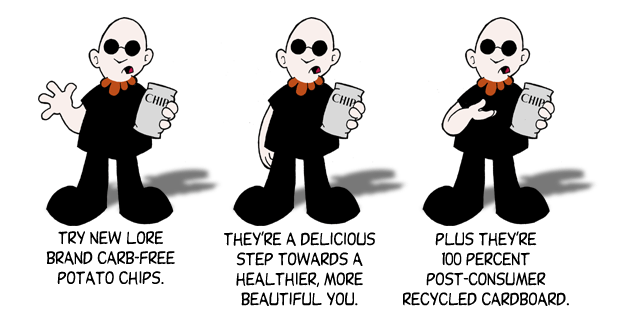 CHIP
CHIP
CHIP
TRY NEW LORE
BRAND CARB-FREE
POTATO CHIPS.
THEY'RE A DELICIOUS
STEP TOWARDS A
HEALTHIER, MORE
BEAUTIFUL YOU.
PLUS THEY'RE
100 PERCENT
POST-CONSUMER
RECYCLED CARDBOARD.